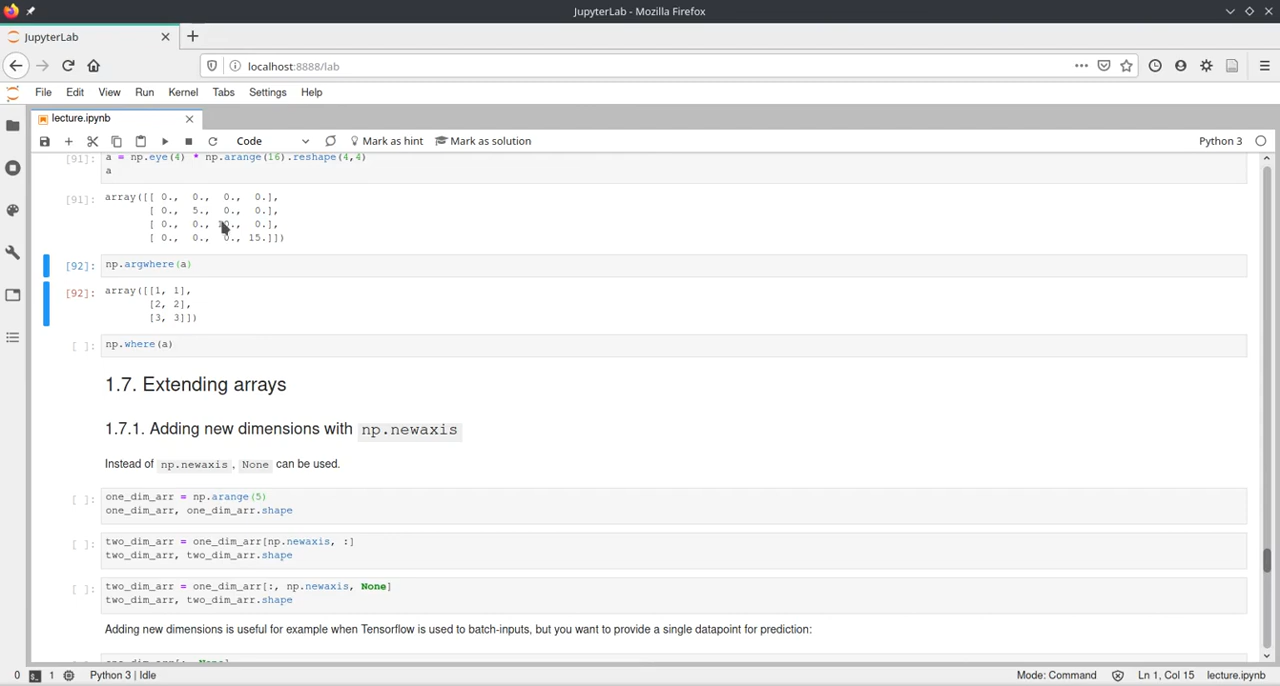 JupyterLab - Mozilla Firefox
JupyterLab
localhost:8888/lab
File Edit View Run Kernel Tabs Settings Help
lecture.ipynb
Code Mark as hint Mark as solution Python 3
[91]: a = np.eye(4) * np.arange(16).reshape(4,4)
a
[91]: array([[ 0., 0., 0., 0.],
[ 0., 5., 0., 0.],
[ 0., 0., 10., 0.],
[ 0., 0., 0., 15.]])
[92]: np.argwhere(a)
[92]: array([[1, 1],
[2, 2],
[3, 3]])
[ ]: np.where(a)
1.7. Extending arrays
1.7.1. Adding new dimensions with np.newaxis
Instead of np.newaxis, None can be used.
[ ]: one_dim_arr = np.arange(5)
one_dim_arr, one_dim_arr.shape
[ ]: two_dim_arr = one_dim_arr[np.newaxis, :]
two_dim_arr, two_dim_arr.shape
[ ]: two_dim_arr = one_dim_arr[:, np.newaxis, None]
two_dim_arr, two_dim_arr.shape
Adding new dimensions is useful for example when Tensorflow is used to batch-inputs, but you want to provide a single datapoint for prediction:
one_dim_arr[:, None]
0 1 Python 3 | Idle Mode: Command Ln 1, Col 15 lecture.ipynb